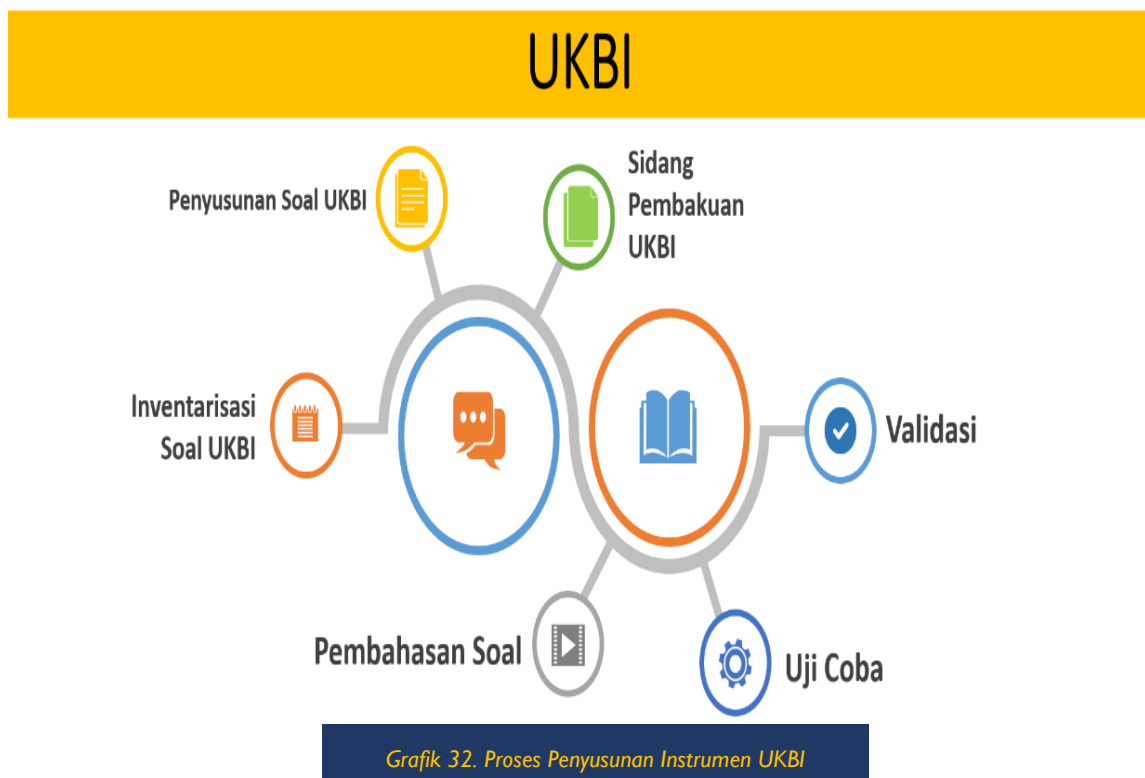 UKBI
Penyusunan Soal UKBI
Sidang
Pembakuan
UKBI
Inventarisasi
Soal UKBI
Validasi
Pembahasan Soal
Uji Coba
Grafik 32. Proses Penyusunan Instrumen UKBI